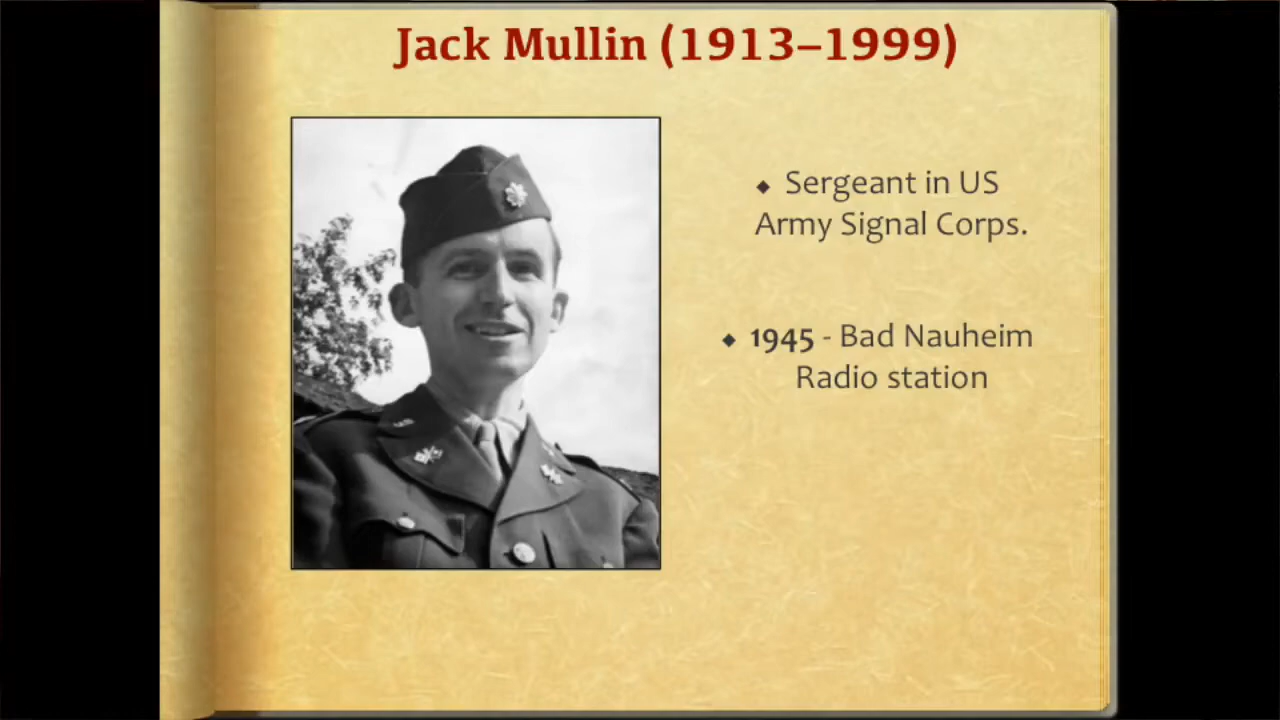 Jack Mullin (1913–1999)
◆ Sergeant in US
Army Signal Corps.
◆ 1945 - Bad Nauheim
Radio station